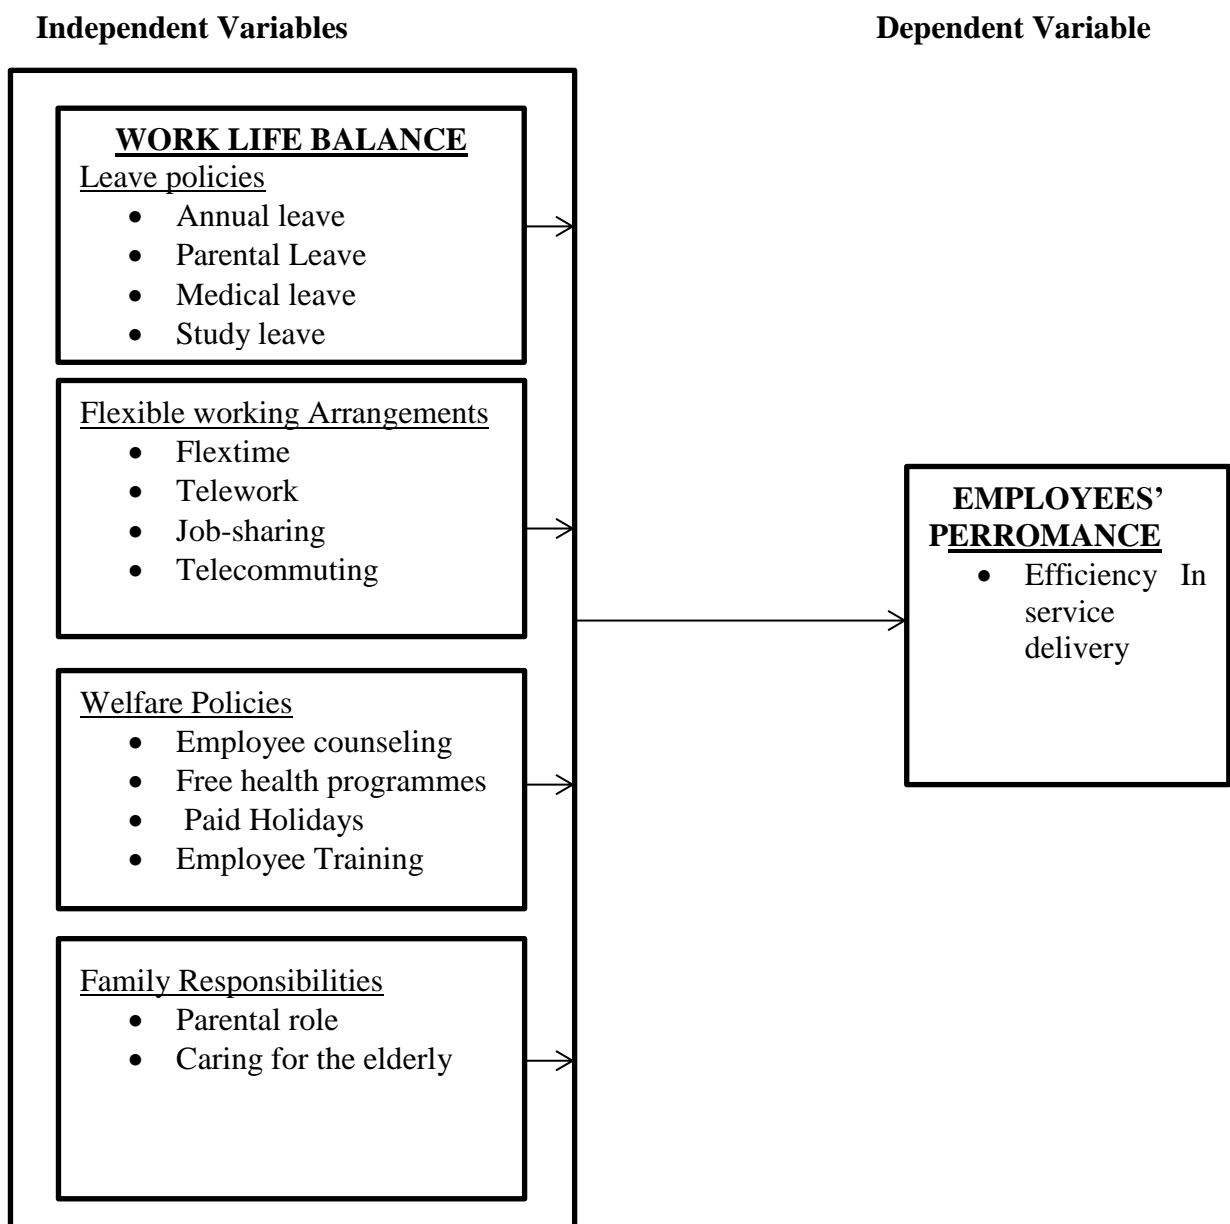 Independent Variables
Dependent Variable
WORK LIFE BALANCE
Leave policies
• Annual leave
• Parental Leave
• Medical leave
• Study leave
Flexible working Arrangements
• Flextime
• Telework
• Job-sharing
• Telecommuting
Welfare Policies
• Employee counseling
• Free health programmes
• Paid Holidays
• Employee Training
Family Responsibilities
• Parental role
• Caring for the elderly
EMPLOYEES’
PERROMANCE
• Efficiency In
service
delivery